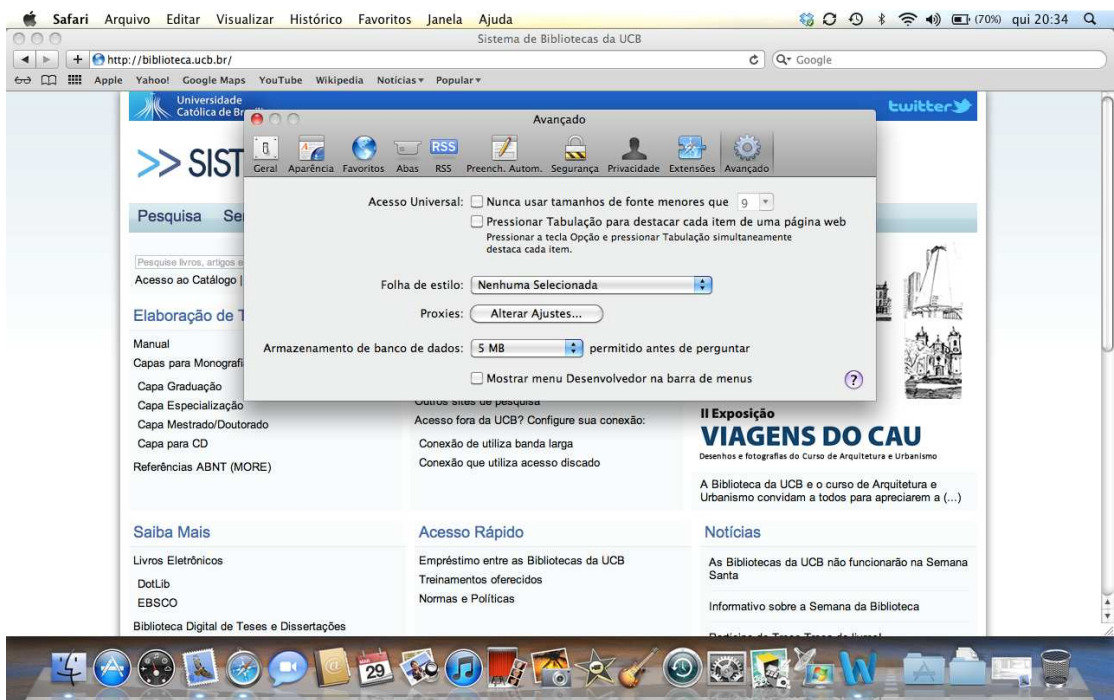 Safari Arquivo Editar Visualizar Histórico Favoritos Janela Ajuda (70%) qui 20:34
Sistema de Bibliotecas da UCB
http://biblioteca.ucb.br/ Google
Apple Yahoo! Google Maps YouTube Wikipedia Notícias Popular
Universidade
Católica de
twitter
Avançado
RSS
Geral Aparência Favoritos Abas RSS Preench. Autom. Segurança Privacidade Extensões Avançado
>> SIST
Acesso Universal: Nunca usar tamanhos de fonte menores que 9
Pressionar Tabulação para destacar cada item de uma página web
Pressionar a tecla Opção e pressionar Tabulação simultaneamente
destaca cada item.
Folha de estilo: Nenhuma Selecionada
Proxies: Alterar Ajustes...
Armazenamento de banco de dados: 5 MB permitido antes de perguntar
Mostrar menu Desenvolvedor na barra de menus
?
Pesquisa Se
Pesquise livros, artigos e
Acesso ao Catálogo |
Elaboração de T
Manual
Capas para Monografi
Capa Graduação
Capa Especialização
Capa Mestrado/Doutorado
Capa para CD
Referências ABNT (MORE)
Outros sites de pesquisa
Acesso fora da UCB? Configure sua conexão:
Conexão de utiliza banda larga
Conexão que utiliza acesso discado
II Exposição
VIAGENS DO CAU
Desenhos e fotografias do Curso de Arquitetura e Urbanismo
A Biblioteca da UCB e o curso de Arquitetura e
Urbanismo convidam a todos para apreciarem a (...)
Saiba Mais
Livros Eletrônicos
DotLib
EBSCO
Biblioteca Digital de Teses e Dissertações
Acesso Rápido
Empréstimo entre as Bibliotecas da UCB
Treinamentos oferecidos
Normas e Políticas
Notícias
As Bibliotecas da UCB não funcionarão na Semana
Santa
Informativo sobre a Semana da Biblioteca
29